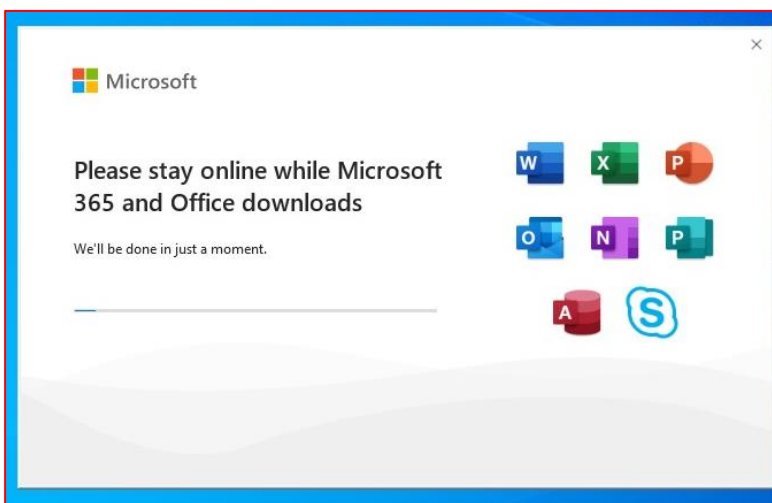 Microsoft
Please stay online while Microsoft
365 and Office downloads
We'll be done in just a moment.
W X P
O N P
A S